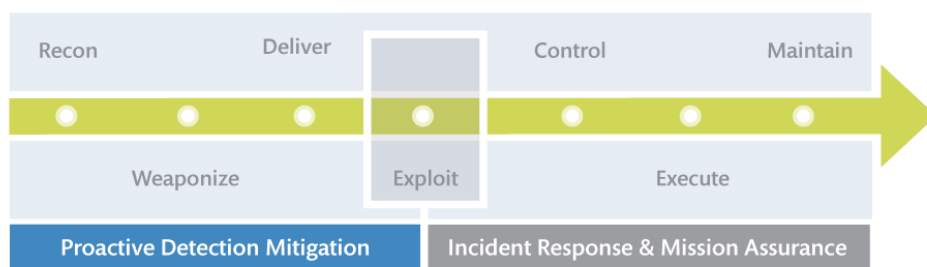 Recon
Deliver
Control
Maintain
Weaponize
Exploit
Execute
Proactive Detection Mitigation
Incident Response & Mission Assurance